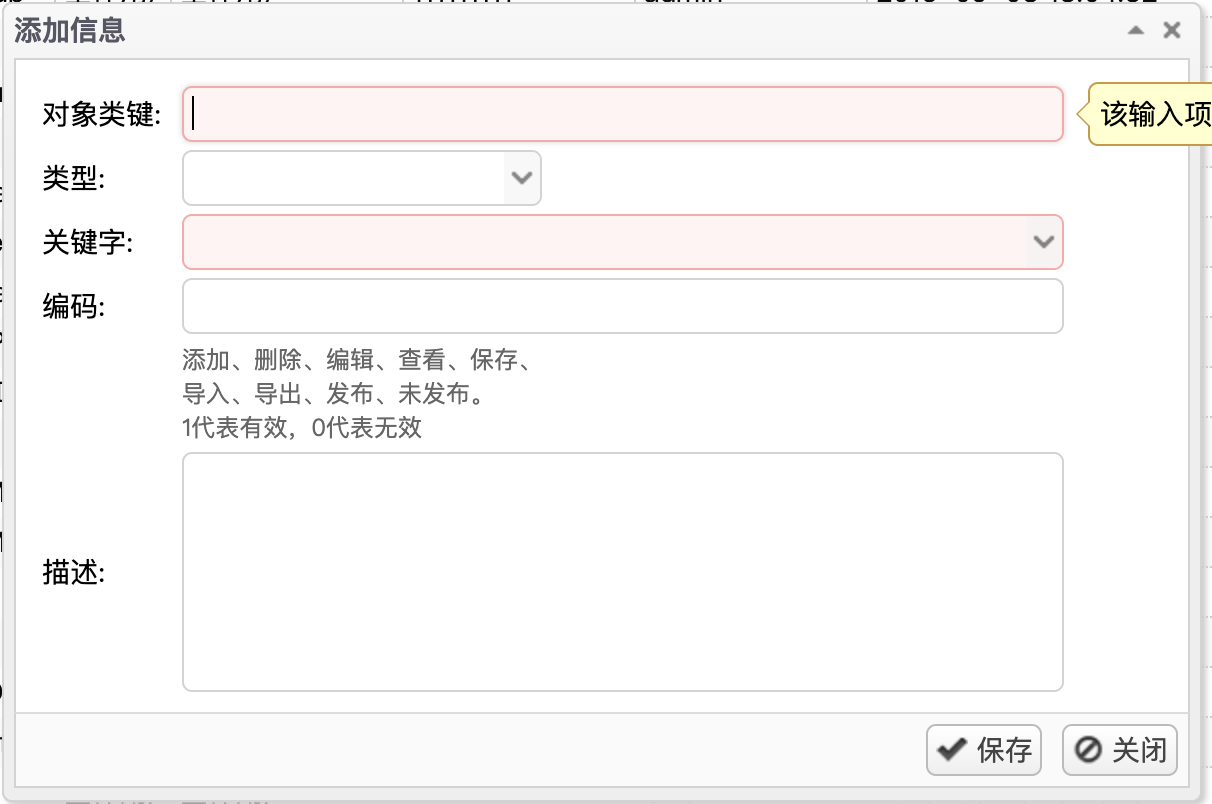 添加信息
对象类键:
该输入项
类型:
关键字:
编码:
添加、删除、编辑、查看、保存、
导入、导出、发布、未发布。
1代表有效，0代表无效
描述:
保存
关闭